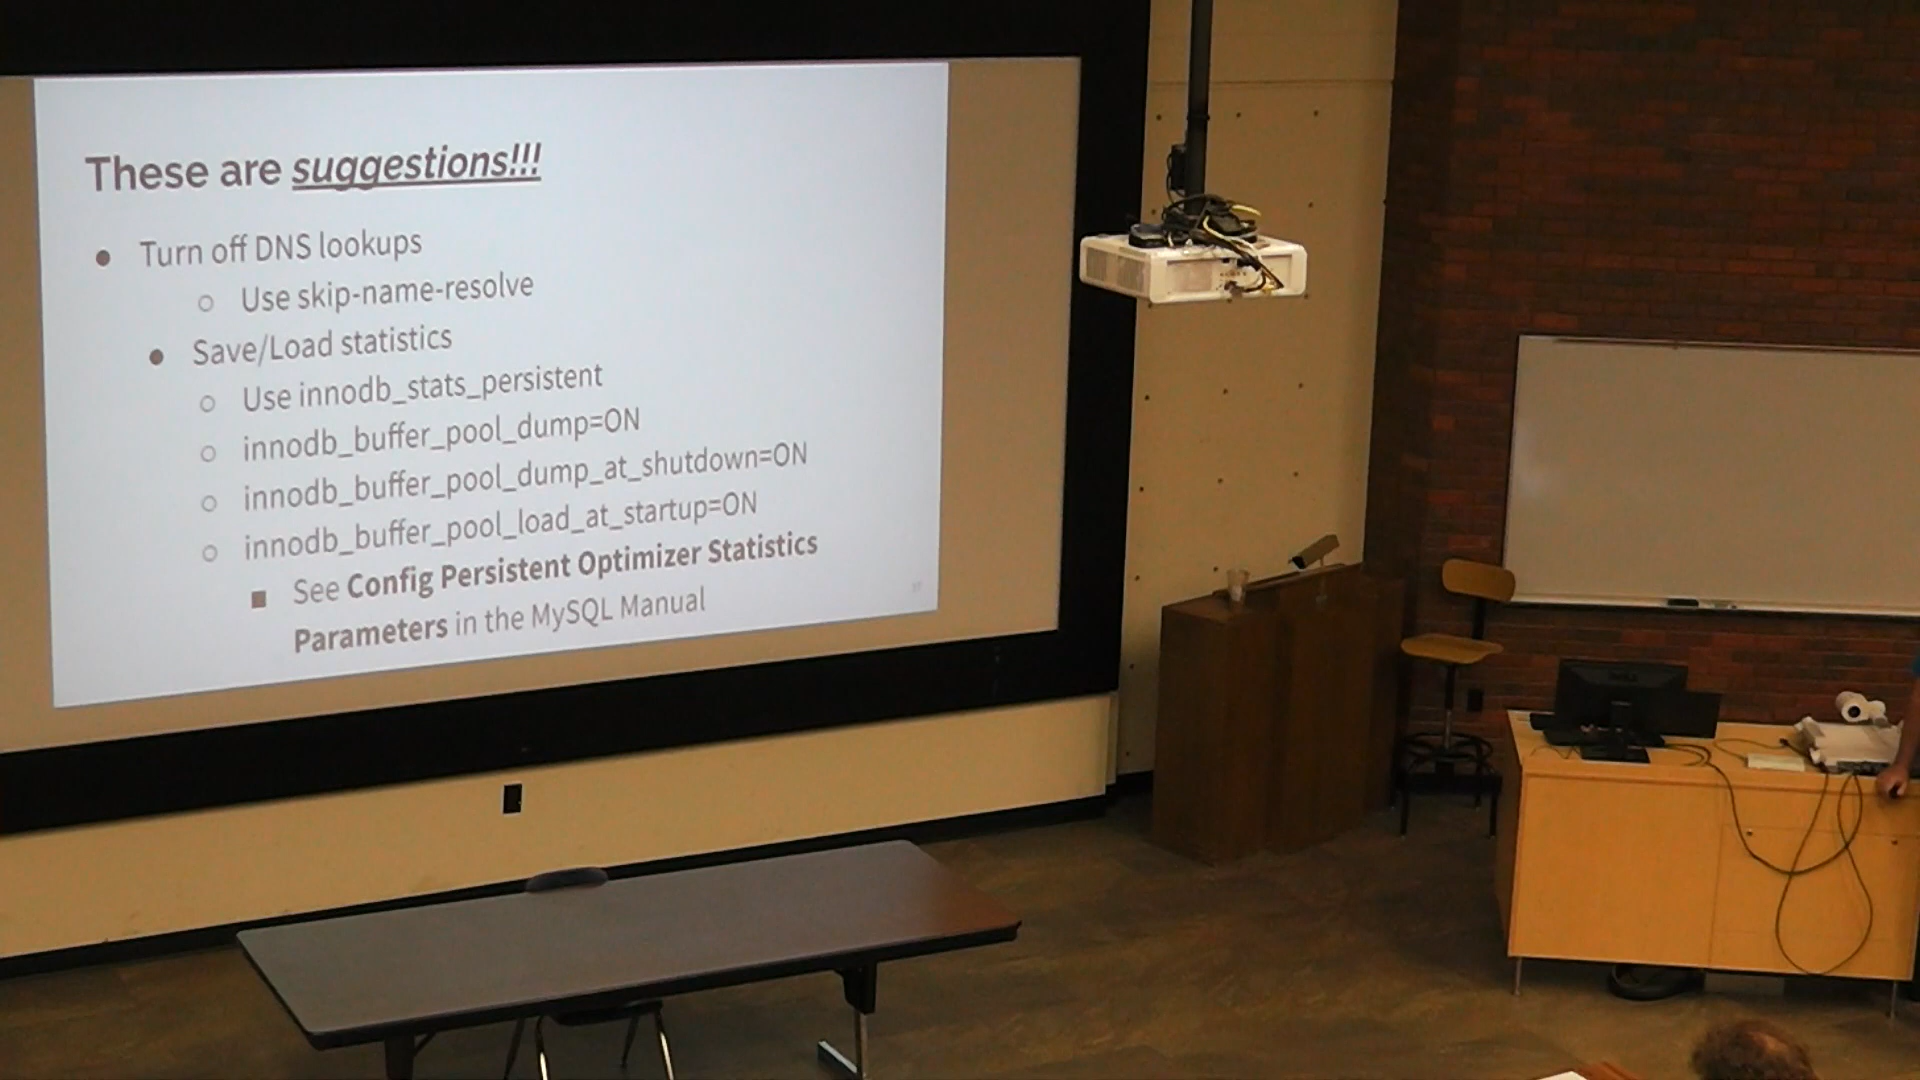 These are suggestions!!!
Turn off DNS lookups
Use skip-name-resolve
Save/Load statistics
Use innodb_stats_persistent
innodb_buffer_pool_dump=ON
innodb_buffer_pool_dump_at_shutdown=ON
innodb_buffer_pool_load_at_startup=ON
See Config Persistent Optimizer Statistics
Parameters in the MySQL Manual